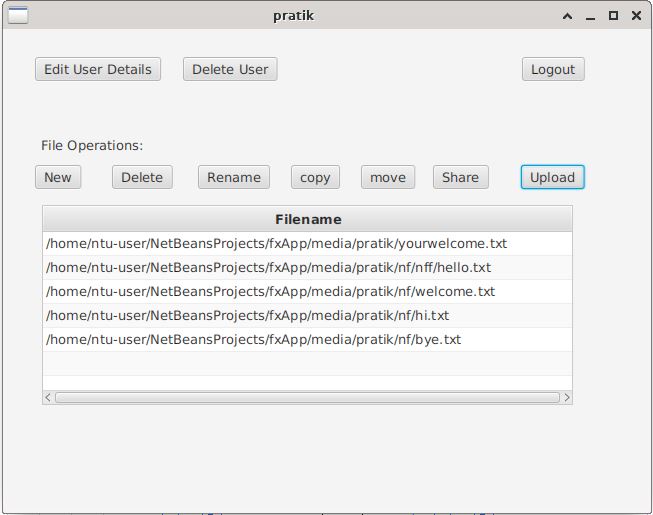 pratik
Edit User Details Delete User Logout
File Operations:
New Delete Rename copy move Share Upload
Filename
/home/ntu-user/NetBeansProjects/fxApp/media/pratik/yourwelcome.txt
/home/ntu-user/NetBeansProjects/fxApp/media/pratik/nf/nff/hello.txt
/home/ntu-user/NetBeansProjects/fxApp/media/pratik/nf/welcome.txt
/home/ntu-user/NetBeansProjects/fxApp/media/pratik/nf/hi.txt
/home/ntu-user/NetBeansProjects/fxApp/media/pratik/nf/bye.txt